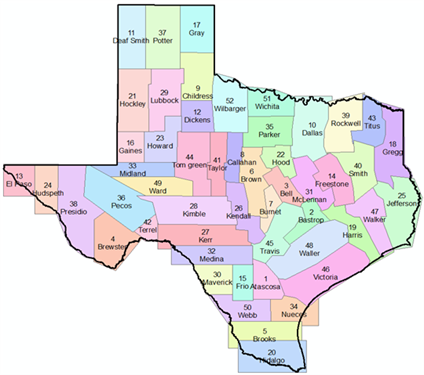 11
Deaf Smith
37
Potter
17
Gray
21
Hockley
29
Lubbock
9
Childress
12
Dickens
52
Wilbarger
51
Wichita
35
Parker
10
Dallas
39
Rockwell
43
Titus
18
Gregg
16
Gaines
23
Howard
44
Tom green
41
Taylor
8
Callahan
6
Brown
22
Hood
40
Smith
33
Midland
3
Bell
31
McLennan
14
Freestone
13
El Paso
24
Hudspeth
38
Presidio
36
Pecos
49
Ward
28
Kimble
26
Kendall
7
Barnet
2
Bastrop
47
Walker
25
Jefferson
4
Brewster
42
Terrel
27
Kerr
45
Travis
48
Waller
19
Harris
32
Medina
30
Maverick
15
Frio
1
Atascosa
46
Victoria
50
Webb
34
Nueces
5
Brooks
20
Hidalgo